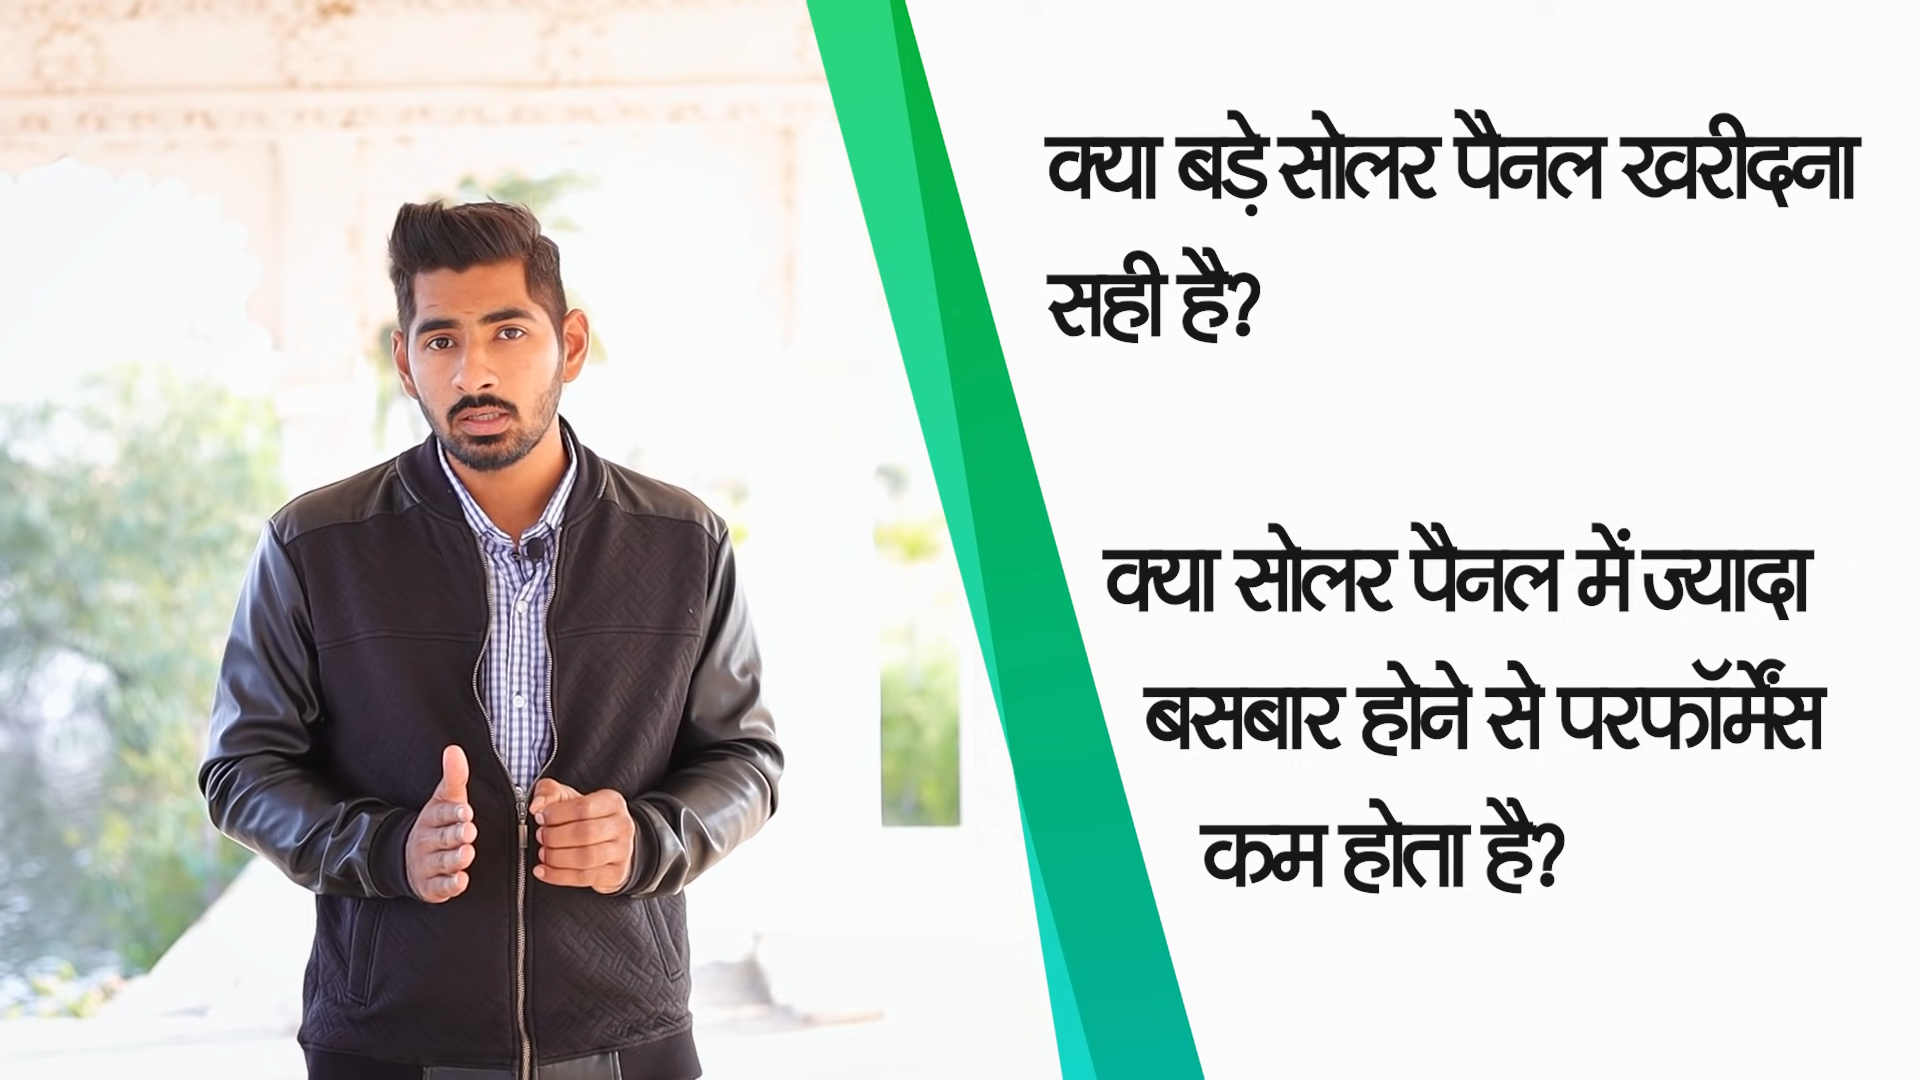 क्या बड़े सोलर पैनल खरीदना
सही है?
क्या सोलर पैनल में ज्यादा
बसबार होने से परफॉर्मेंस
कम होता है?